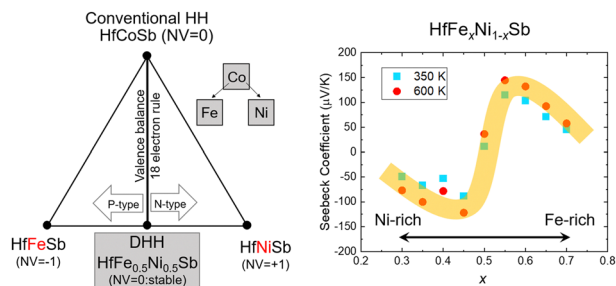 Conventional HH
HfCoSb (NV=0)
Co
Fe
Ni
Valence balance
18 electron rule
P-type
N-type
HfFeSb
(NV=-1)
DHH
HfFe0.5Ni0.5Sb
(NV=0:stable)
HfNiSb
(NV=+1)
HfFexNi1-xSb
Seebeck Coefficient (μV/K)
200
150
100
50
0
-50
-100
-150
-200
350 K
600 K
Ni-rich
Fe-rich
0.2
0.3
0.4
0.5
0.6
0.7
0.8
x